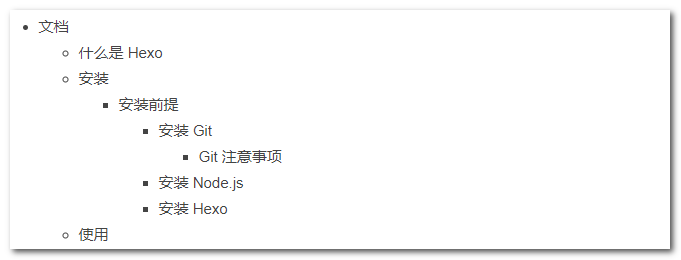 文档
什么是 Hexo
安装
安装前提
安装 Git
Git 注意事项
安装 Node.js
安装 Hexo
使用